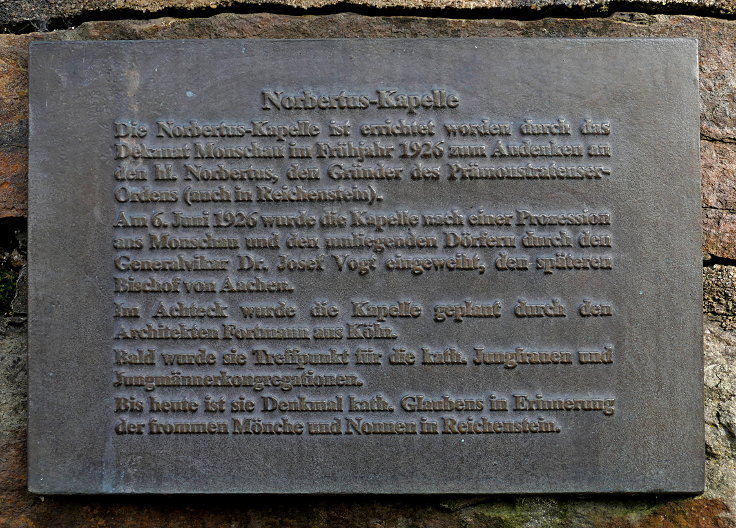 Norbertus-Kapelle
Die Norbertus-Kapelle ist errichtet worden durch das
Dekanat Monschau im Frühjahr 1926 zum Andenken an
den hl. Norbertus, den Gründer des Prämonstratenser-
Ordens (auch in Reichenstein).
Am 6. Juni 1926 wurde die Kapelle nach einer Prozession
aus Monschau und den umliegenden Dörfern durch den
Generalvikar Dr. Josef Vogt eingeweiht, den späteren
Bischof von Aachen.
Im Achteck wurde die Kapelle geplant durch den
Architekten Fortmann aus Köln.
Bald wurde sie Treffpunkt für die kath. Jungfrauen und
Jungmännerkongregationen.
Bis heute ist sie Denkmal kath. Glaubens in Erinnerung
der frommen Mönche und Nonnen in Reichenstein.